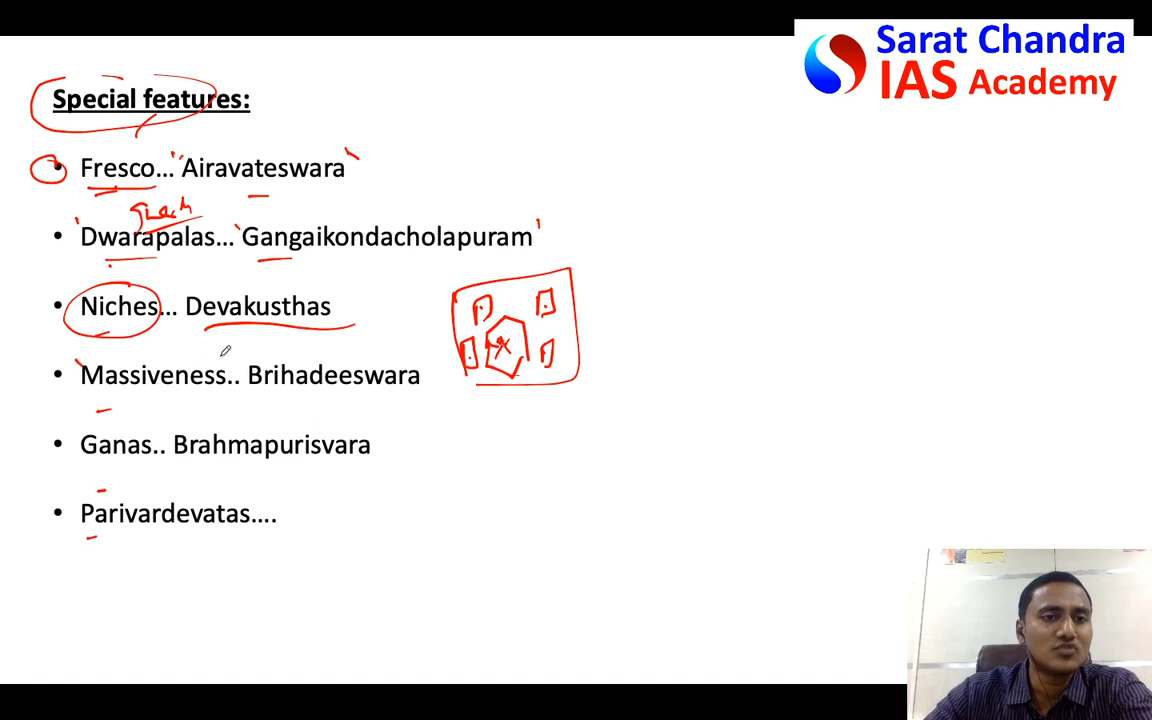 Sarat Chandra
IAS Academy
Special features:
• Fresco... Airavateswara
• Dwarapalas... Gangaikondacholapuram
• Niches... Devakusthas
• Massiveness.. Brihadeeswara
• Ganas.. Brahmapurisvara
• Parivardevatas....